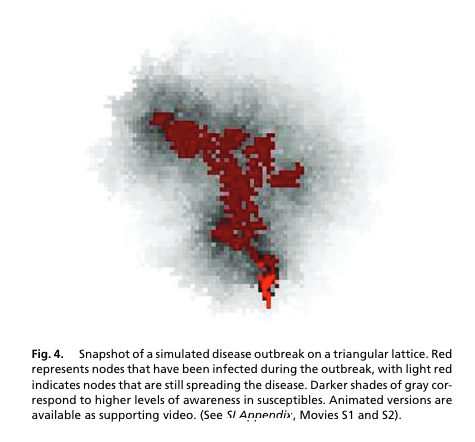 Fig. 4. Snapshot of a simulated disease outbreak on a triangular lattice. Red
represents nodes that have been infected during the outbreak, with light red
indicates nodes that are still spreading the disease. Darker shades of gray cor-
respond to higher levels of awareness in susceptibles. Animated versions are
available as supporting video. (See SI Appendix, Movies S1 and S2).